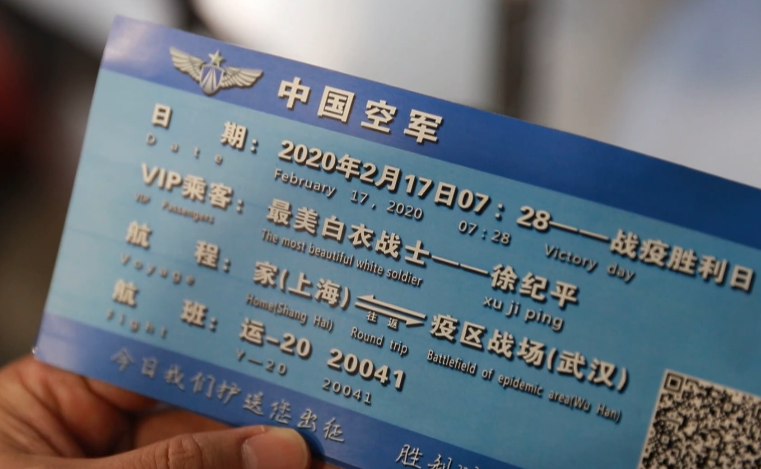 中国空军
日期：2020年2月17日07：28——战疫胜利日
Date February 17, 2020 07:28 Victory day
VIP乘客：最美白衣战士——徐纪平
VIP Passengers The most beautiful white soldier xu ji ping
航程：家(上海) 往返 疫区战场(武汉)
Voyage Home(Shang Hai) Round trip Battlefield of epidemic area(Wu Han)
航班：运-20 20041
Flight Y—20 20041
今日我们护送您出征
胜利